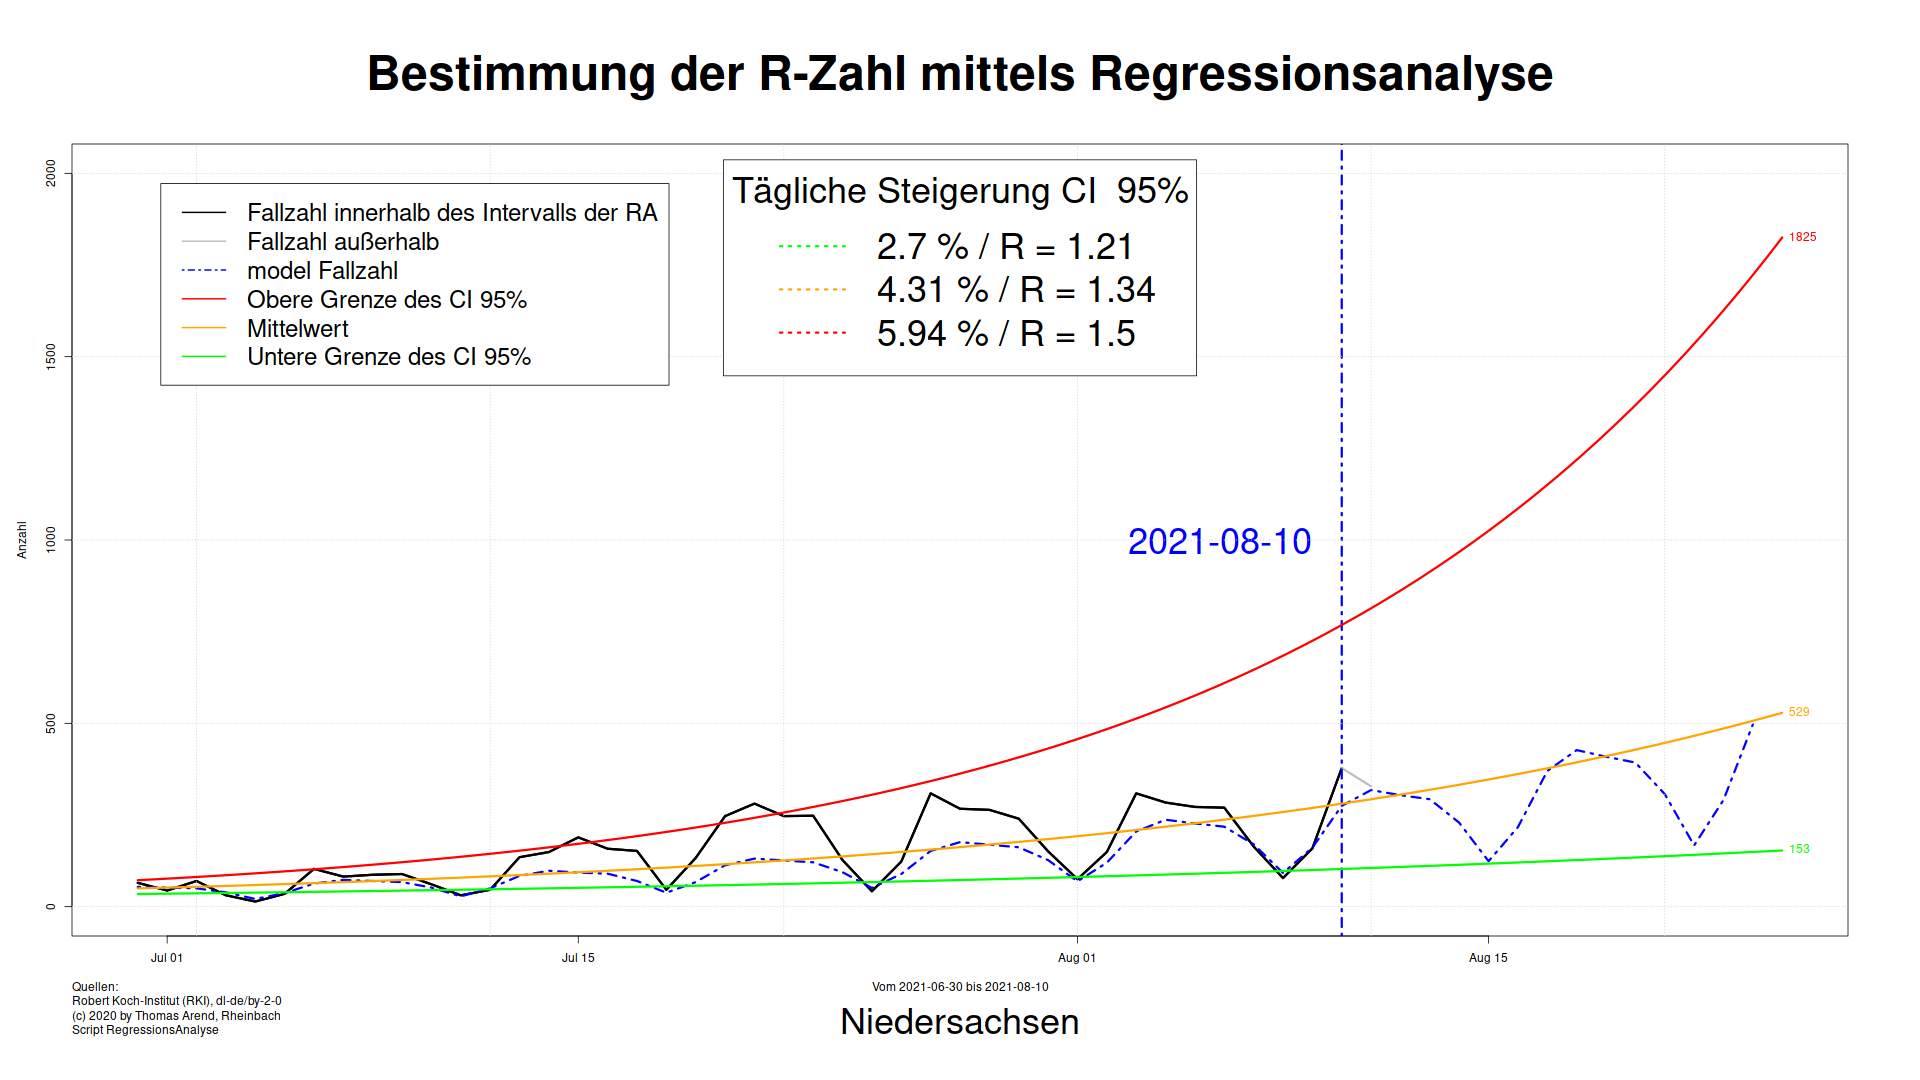 Bestimmung der R-Zahl mittels Regressionsanalyse
Fallzahl innerhalb des Intervalls der RA
Fallzahl außerhalb
model Fallzahl
Obere Grenze des CI 95%
Mittelwert
Untere Grenze des CI 95%
Tägliche Steigerung CI 95%
2.7 % / R = 1.21
4.31 % / R = 1.34
5.94 % / R = 1.5
2000
1500
1000
500
0
Anzahl
2021-08-10
1825
529
153
Jul 01
Jul 15
Aug 01
Aug 15
Vom 2021-06-30 bis 2021-08-10
Niedersachsen
Quellen:
Robert Koch-Institut (RKI), dl-de/by-2-0
(c) 2020 by Thomas Arend, Rheinbach
Script RegressionsAnalyse